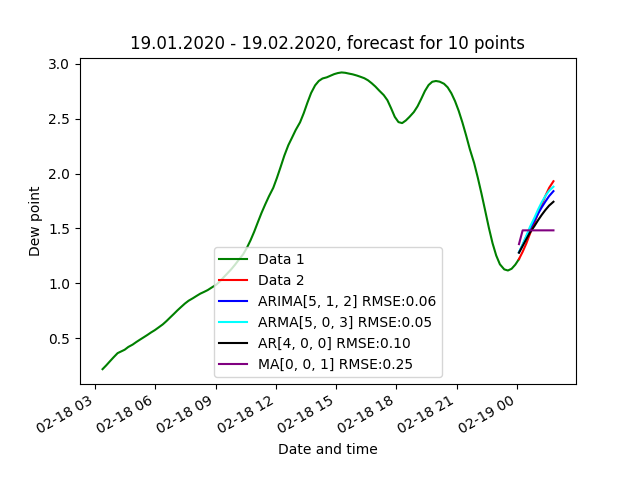 19.01.2020 - 19.02.2020, forecast for 10 points
3.0
2.5
2.0
1.5
1.0
0.5
Dew point
Data 1
Data 2
ARIMA[5, 1, 2] RMSE:0.06
ARMA[5, 0, 3] RMSE:0.05
AR[4, 0, 0] RMSE:0.10
MA[0, 0, 1] RMSE:0.25
02-18 03
02-18 06
02-18 09
02-18 12
02-18 15
02-18 18
02-18 21
02-19 00
Date and time